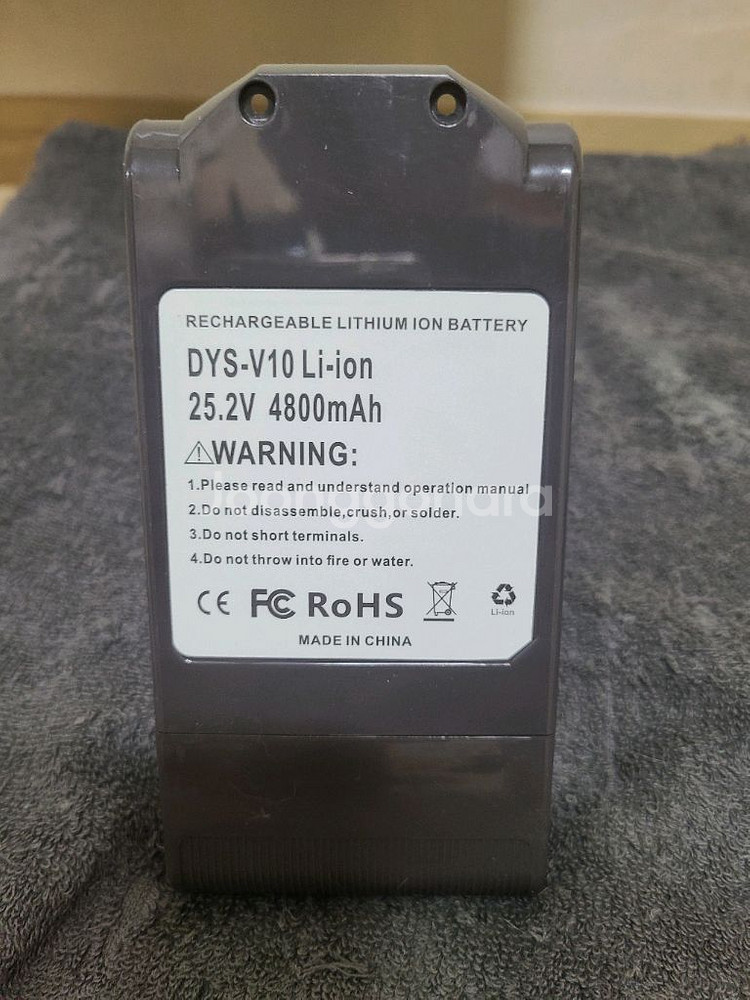 RECHARGEABLE LITHIUM ION BATTERY
DYS-V10 Li-ion
25.2V 4800mAh
WARNING:
1.Please read and understand operation manual
Joonggonara
2.Do not disassemble,crush,or solder.
3.Do not short terminals.
4.Do not throw into fire or water.
CE FC RoHS
Li-ion
MADE IN CHINA